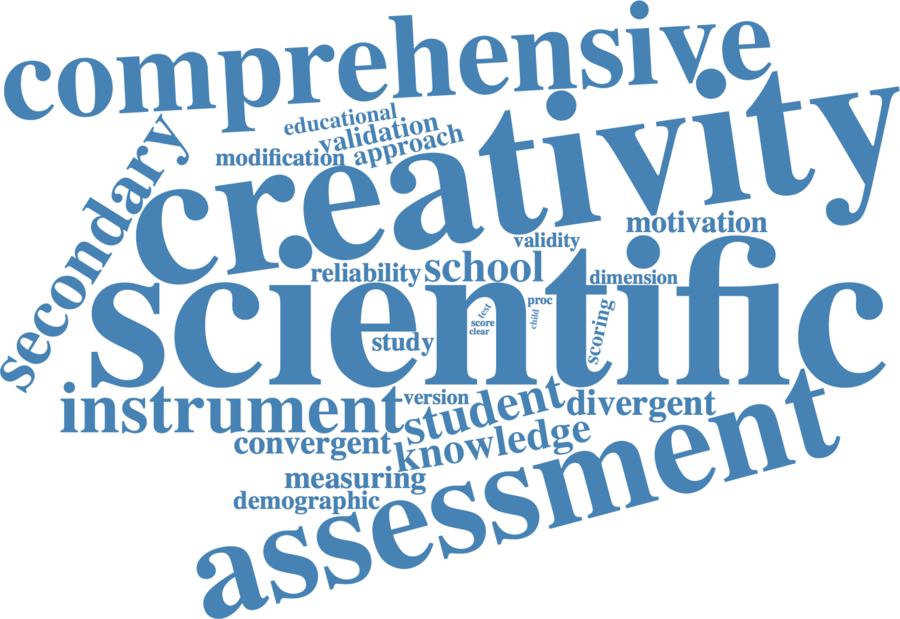 comprehensive
educational
validation
modification
approach
secondary
creativity
motivation
validity
reliability
school
dimension
scientific
proc
test
child
score
clear
scoring
study
instrument
version
student
divergent
convergent
knowledge
measuring
demographic
assessment